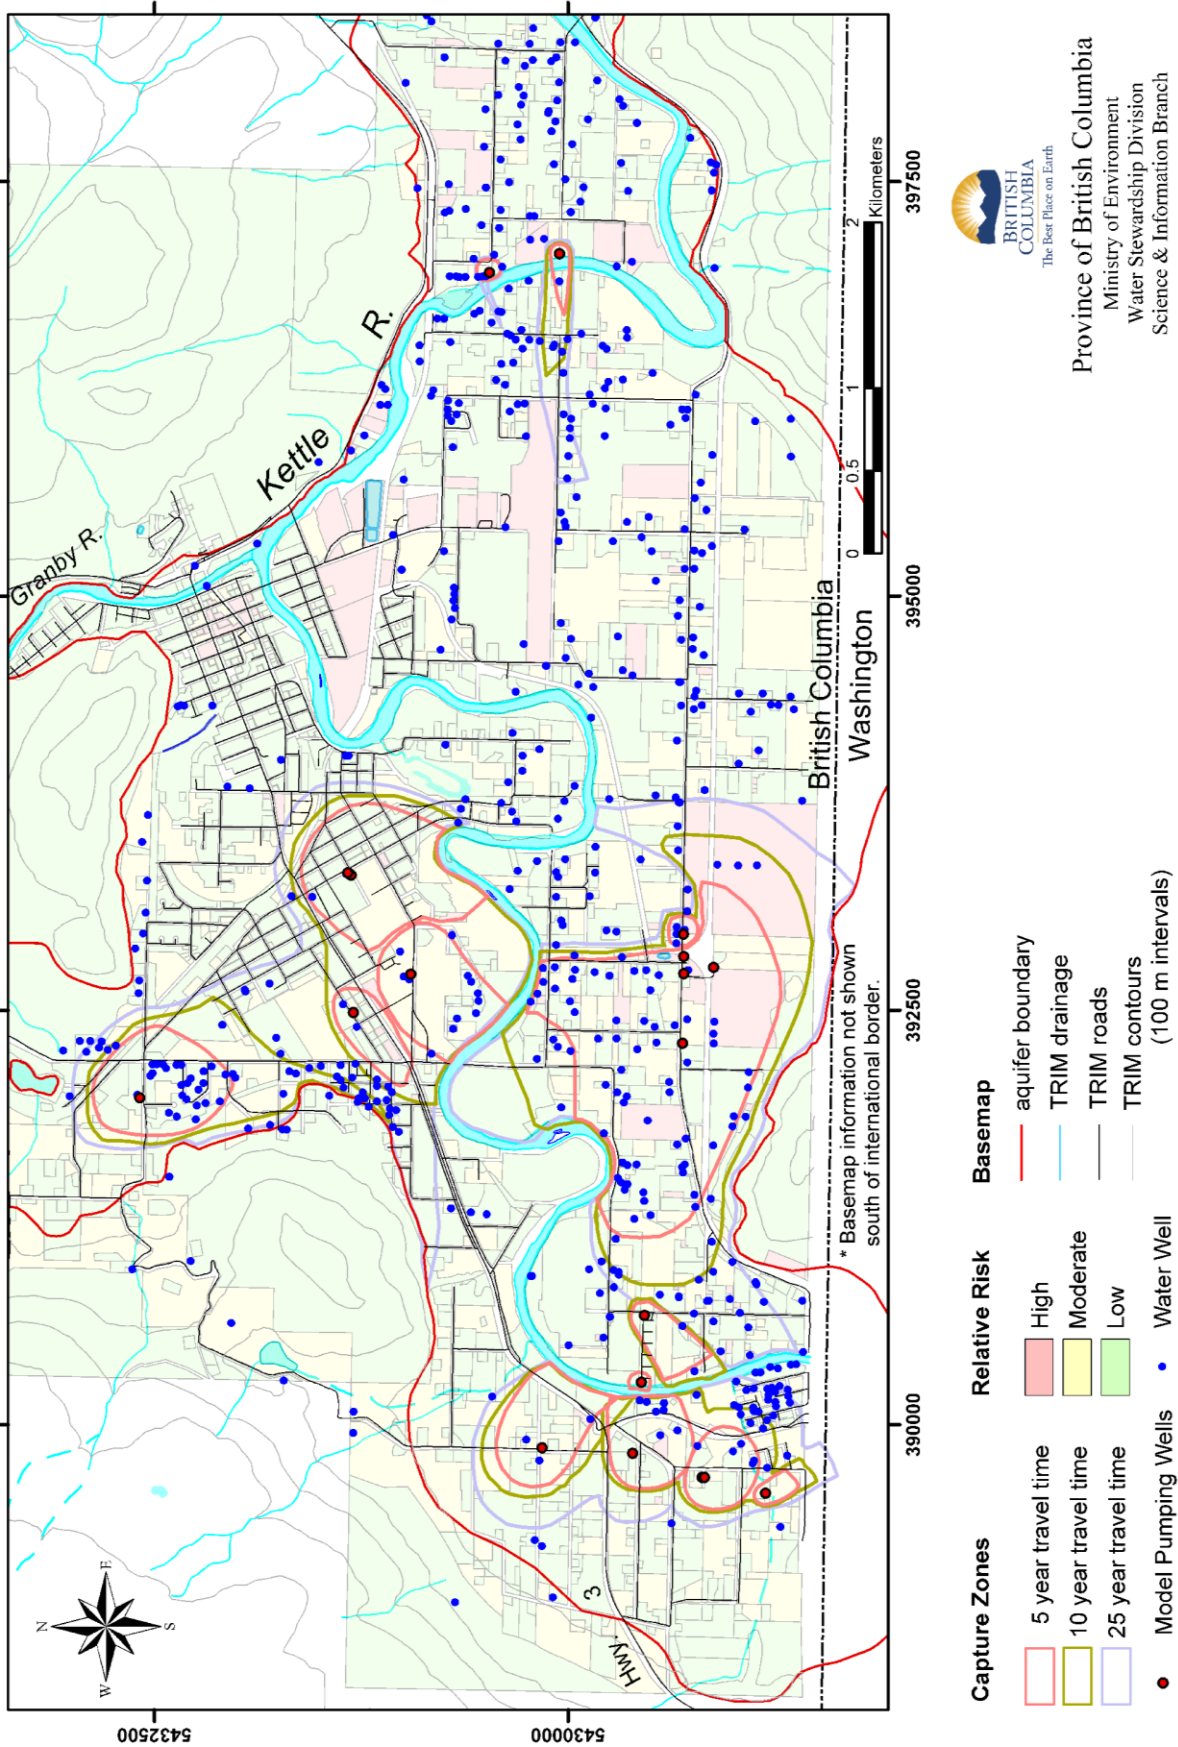 Granby R.
Kettle
R.
Hwy. 3
N
W
E
S
5432500
5430000
390000
392500
395000
397500
British Columbia
Washington
0
0.5
1
2
Kilometers
* Basemap information not shown
south of international border.
Capture Zones
5 year travel time
10 year travel time
25 year travel time
Model Pumping Wells
Relative Risk
High
Moderate
Low
Water Well
Basemap
aquifer boundary
TRIM drainage
TRIM roads
TRIM contours
(100 m intervals)
BRITISH
COLUMBIA
The Best Place on Earth
Province of British Columbia
Ministry of Environment
Water Stewardship Division
Science & Information Branch